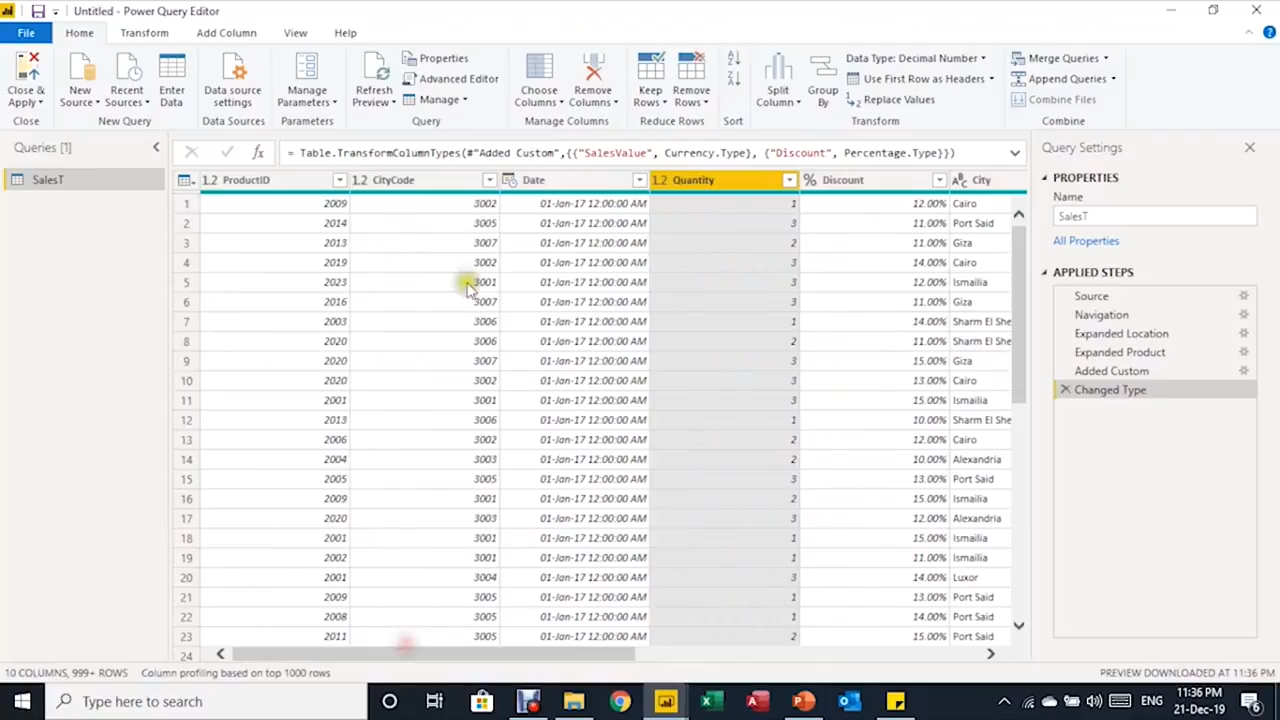 Untitled - Power Query Editor
File
Home
Transform
Add Column
View
Help
Close & Apply
New Source
Recent Sources
Enter Data
Data source settings
Manage Parameters
Refresh Preview
Properties
Advanced Editor
Manage
Choose Columns
Remove Columns
Keep Rows
Remove Rows
Split Column
Group By
Data Type: Decimal Number
Use First Row as Headers
Replace Values
Merge Queries
Append Queries
Combine Files
Close
New Query
Data Sources
Parameters
Query
Manage Columns
Reduce Rows
Sort
Transform
Combine
Queries [1]
SalesT
fx = Table.TransformColumnTypes(#"Added Custom",{{"SalesValue", Currency.Type}, {"Discount", Percentage.Type}})
1.2 ProductID 1.2 CityCode Date 1.2 Quantity % Discount ABC City
1 2009 3002 01-Jan-17 12:00:00 AM 1 12.00% Cairo
2 2014 3005 01-Jan-17 12:00:00 AM 3 11.00% Port Said
3 2013 3007 01-Jan-17 12:00:00 AM 2 11.00% Giza
4 2019 3002 01-Jan-17 12:00:00 AM 3 14.00% Cairo
5 2023 3001 01-Jan-17 12:00:00 AM 3 12.00% Ismailia
6 2016 3007 01-Jan-17 12:00:00 AM 3 11.00% Giza
7 2003 3006 01-Jan-17 12:00:00 AM 1 14.00% Sharm El She
8 2020 3006 01-Jan-17 12:00:00 AM 2 11.00% Sharm El She
9 2020 3007 01-Jan-17 12:00:00 AM 3 15.00% Giza
10 2020 3002 01-Jan-17 12:00:00 AM 3 13.00% Cairo
11 2001 3001 01-Jan-17 12:00:00 AM 3 15.00% Ismailia
12 2013 3006 01-Jan-17 12:00:00 AM 1 10.00% Sharm El She
13 2006 3002 01-Jan-17 12:00:00 AM 2 12.00% Cairo
14 2004 3003 01-Jan-17 12:00:00 AM 2 10.00% Alexandria
15 2005 3005 01-Jan-17 12:00:00 AM 3 13.00% Port Said
16 2009 3001 01-Jan-17 12:00:00 AM 2 15.00% Ismailia
17 2020 3003 01-Jan-17 12:00:00 AM 3 12.00% Alexandria
18 2001 3001 01-Jan-17 12:00:00 AM 1 15.00% Ismailia
19 2002 3001 01-Jan-17 12:00:00 AM 1 11.00% Ismailia
20 2001 3004 01-Jan-17 12:00:00 AM 3 14.00% Luxor
21 2009 3005 01-Jan-17 12:00:00 AM 1 13.00% Port Said
22 2008 3005 01-Jan-17 12:00:00 AM 1 14.00% Port Said
23 2011 3005 01-Jan-17 12:00:00 AM 2 15.00% Port Said
24
Query Settings
PROPERTIES
Name
SalesT
All Properties
APPLIED STEPS
Source
Navigation
Expanded Location
Expanded Product
Added Custom
Changed Type
10 COLUMNS, 999+ ROWS Column profiling based on top 1000 rows
PREVIEW DOWNLOADED AT 11:36 PM
Type here to search
ENG
11:36 PM
21-Dec-19
6